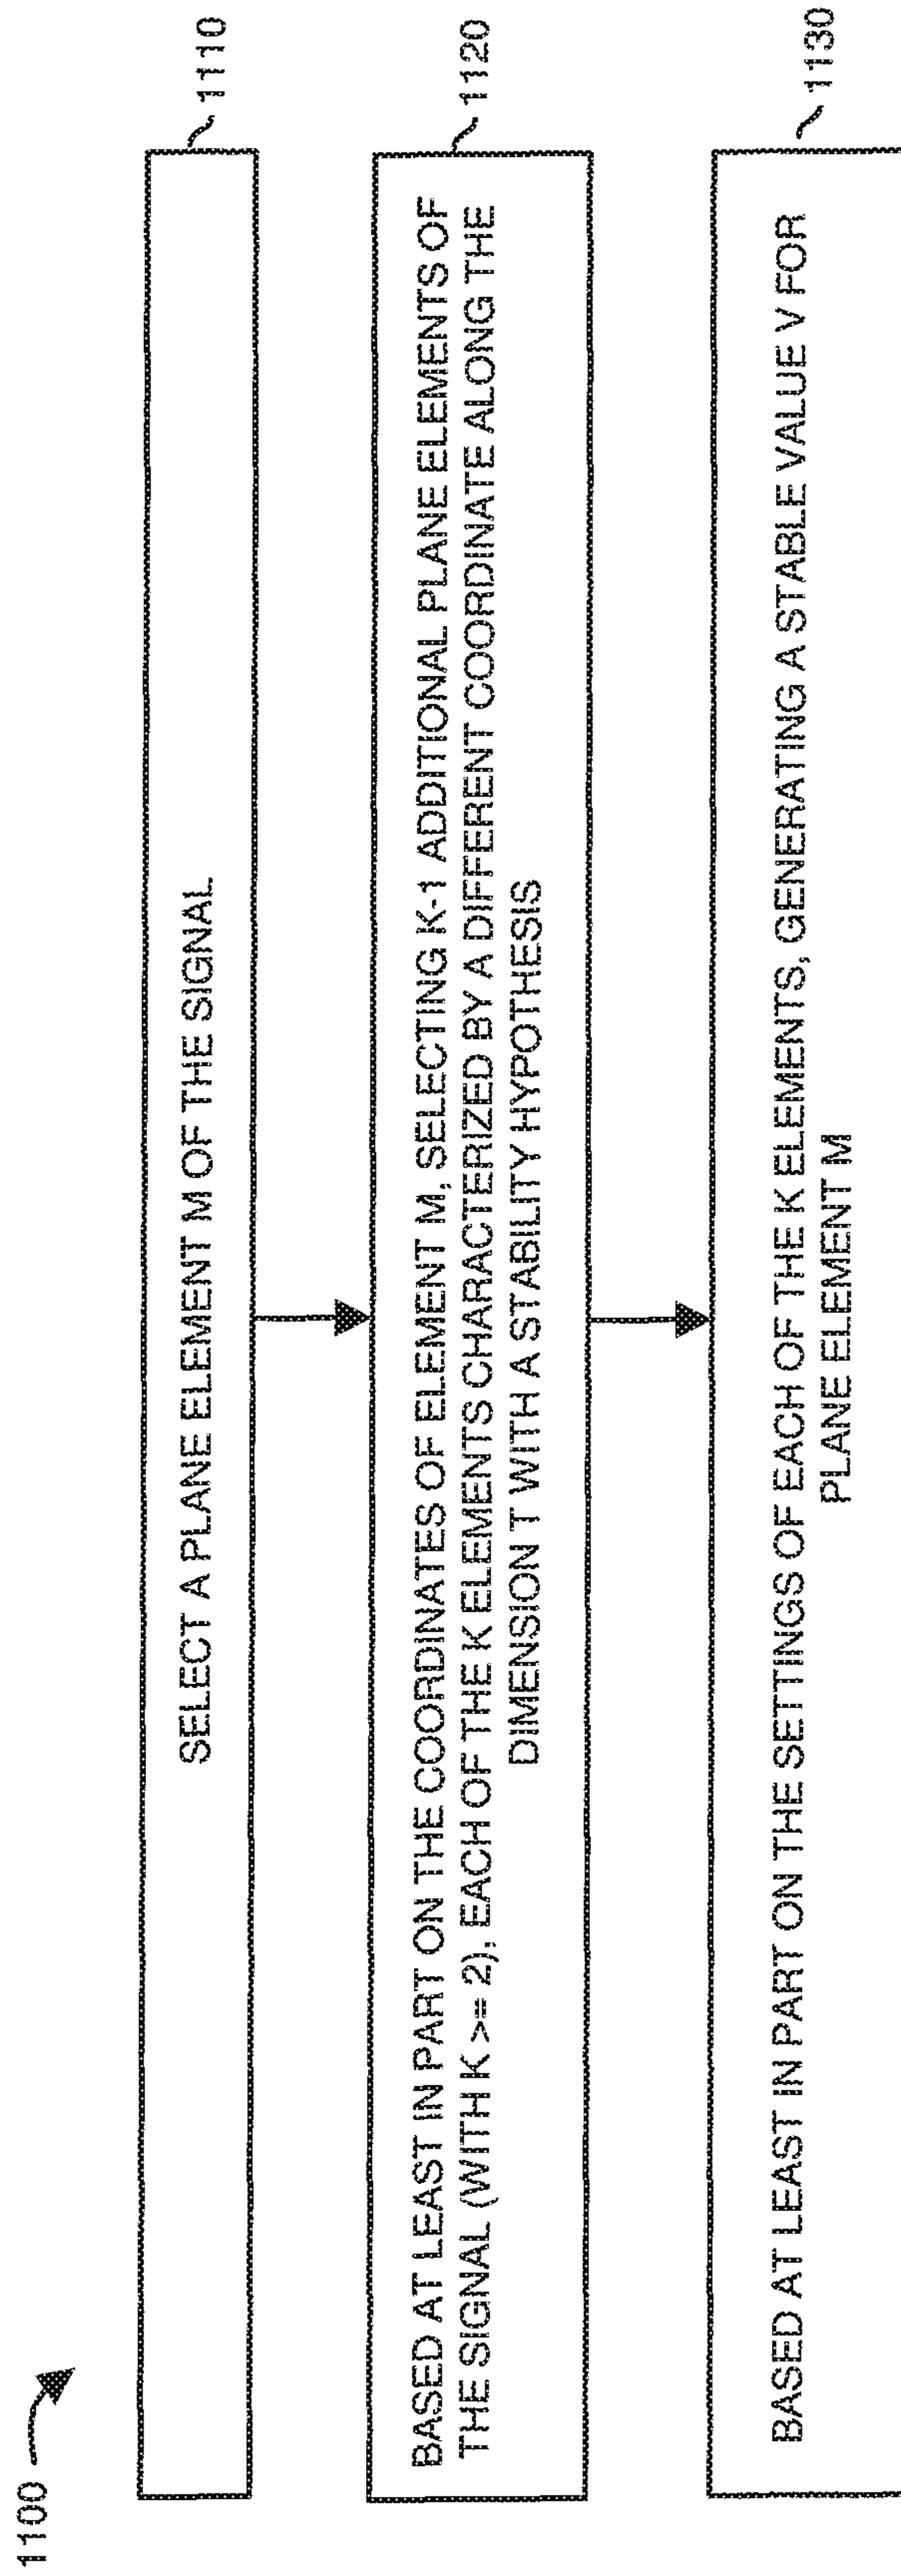 1100
SELECT A PLANE ELEMENT M OF THE SIGNAL
1110
BASED AT LEAST IN PART ON THE COORDINATES OF ELEMENT M, SELECTING K-1 ADDITIONAL PLANE ELEMENTS OF
THE SIGNAL (WITH K >= 2), EACH OF THE K ELEMENTS CHARACTERIZED BY A DIFFERENT COORDINATE ALONG THE
DIMENSION T WITH A STABILITY HYPOTHESIS
1120
BASED AT LEAST IN PART ON THE SETTINGS OF EACH OF THE K ELEMENTS, GENERATING A STABLE VALUE V FOR
PLANE ELEMENT M
1130